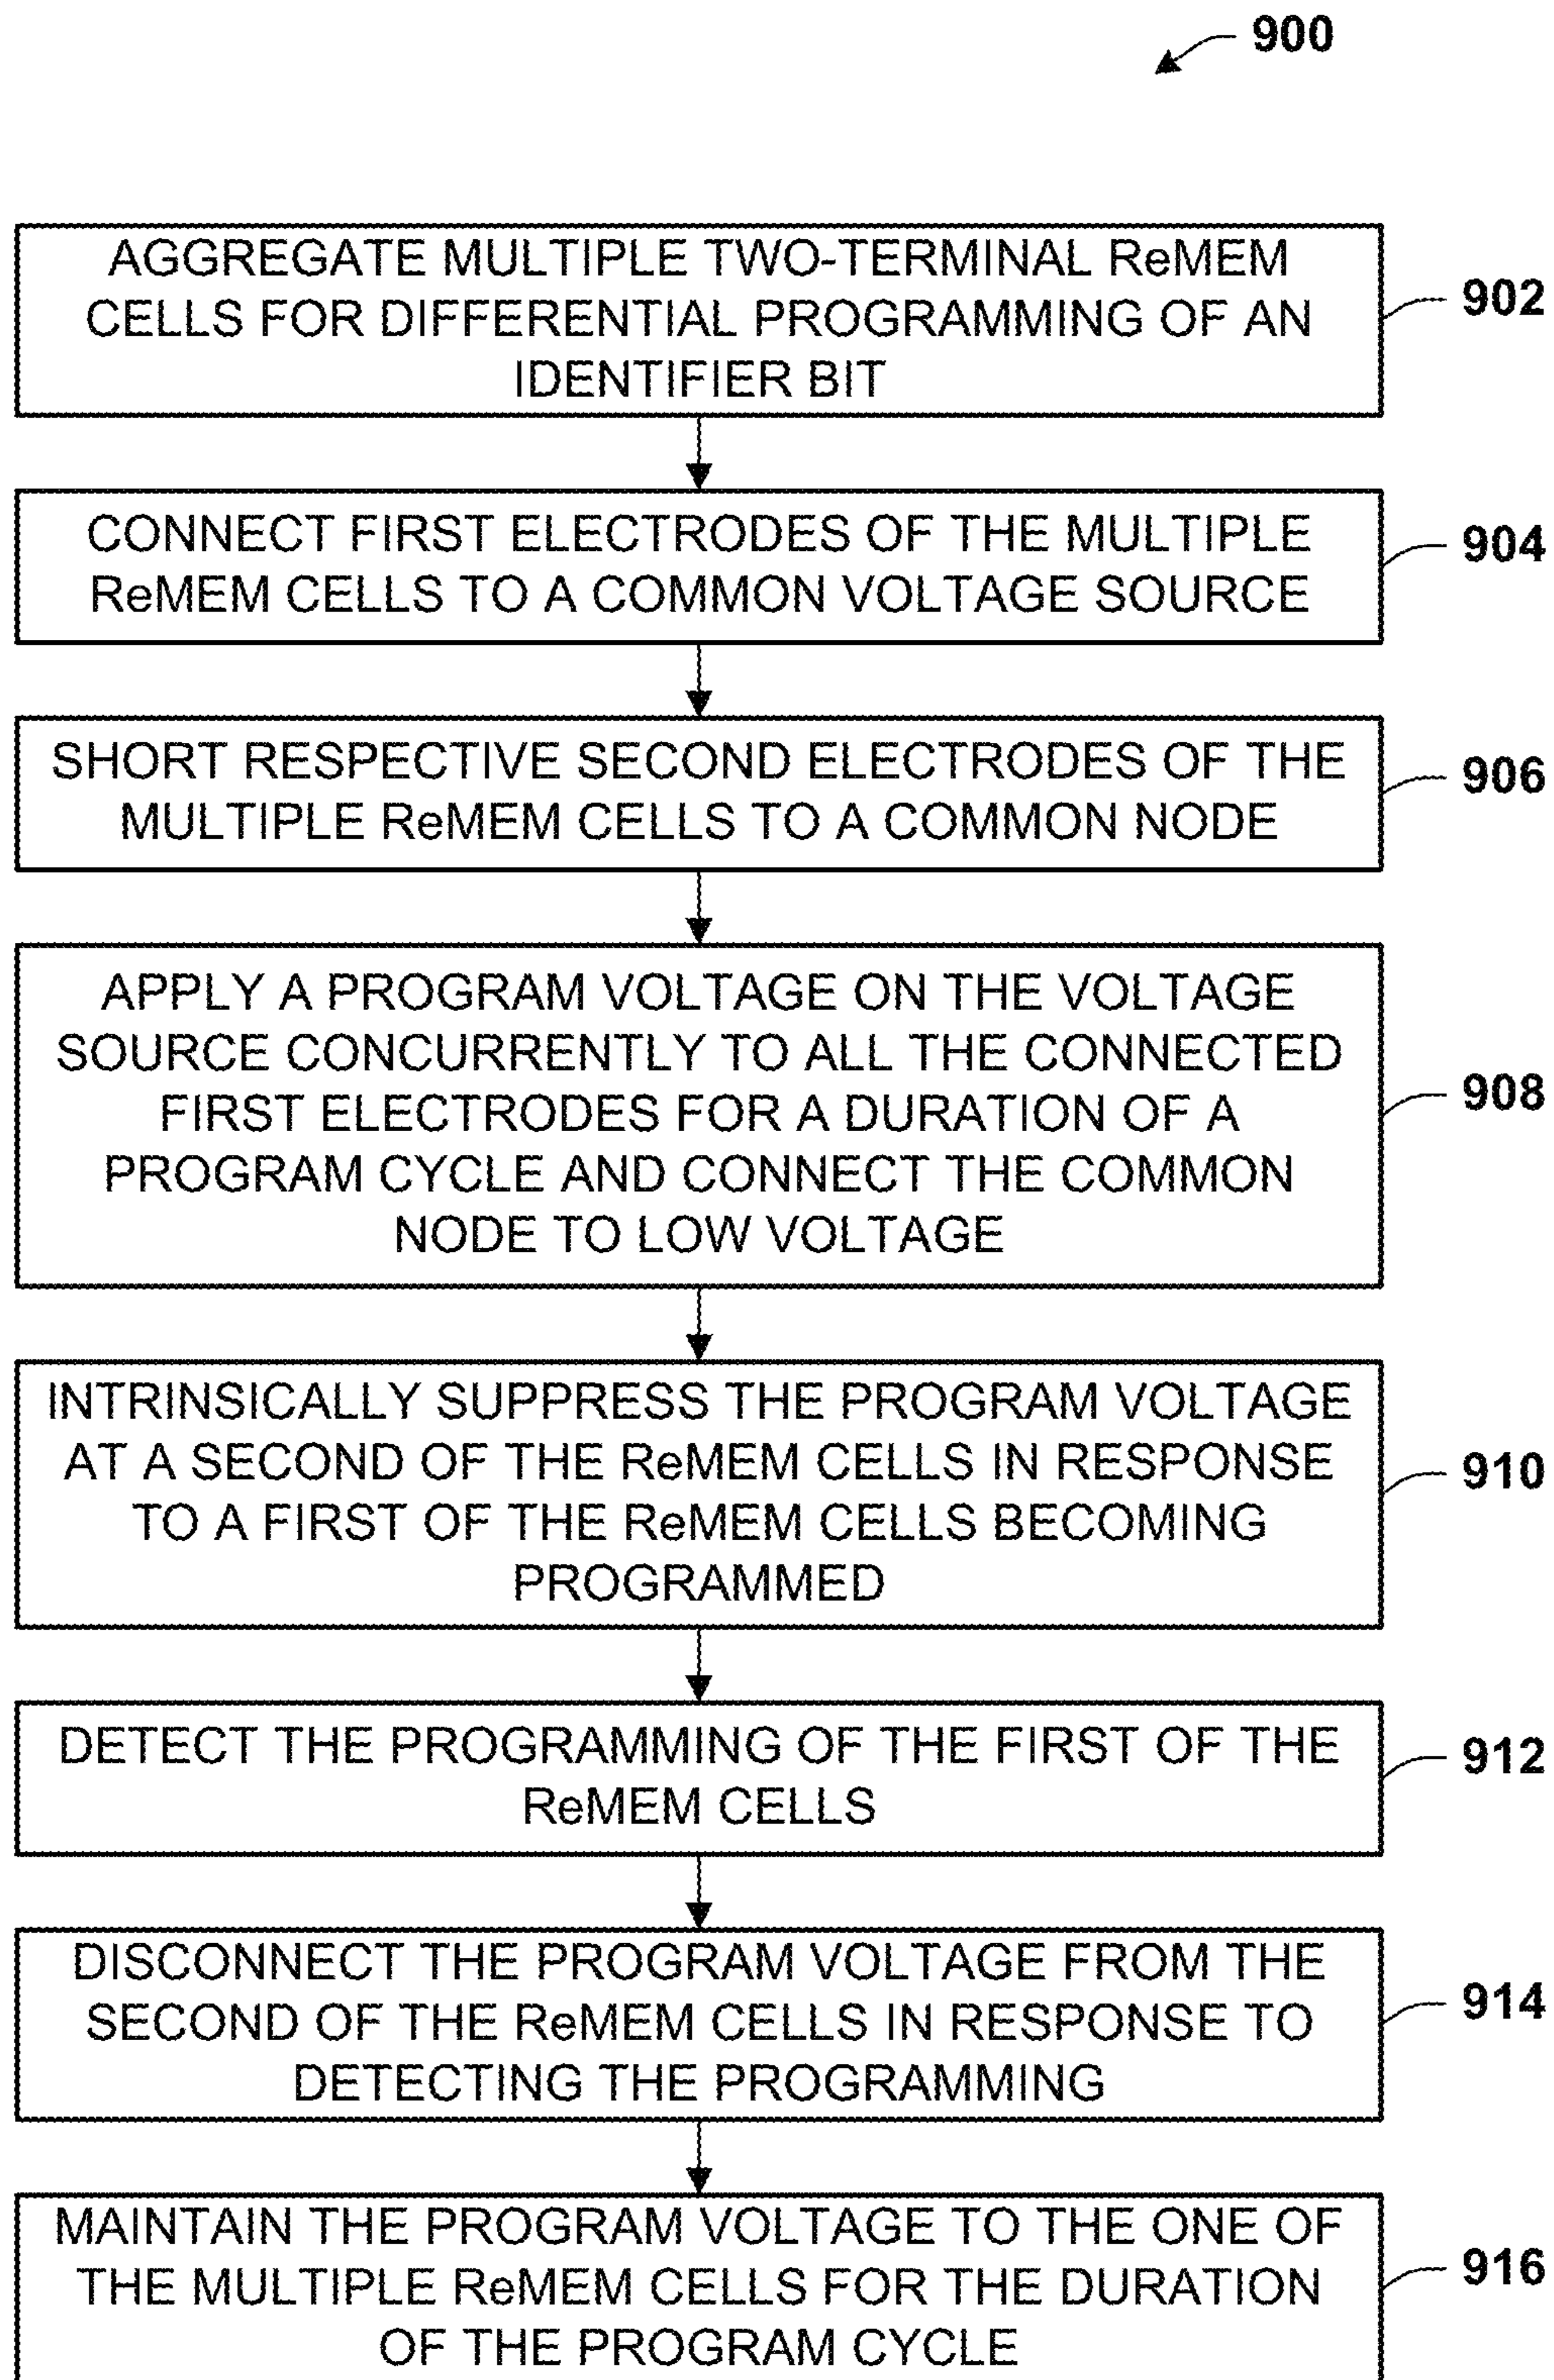 900
AGGREGATE MULTIPLE TWO-TERMINAL ReMEM
CELLS FOR DIFFERENTIAL PROGRAMMING OF AN
IDENTIFIER BIT
902
CONNECT FIRST ELECTRODES OF THE MULTIPLE
ReMEM CELLS TO A COMMON VOLTAGE SOURCE
904
SHORT RESPECTIVE SECOND ELECTRODES OF THE
MULTIPLE ReMEM CELLS TO A COMMON NODE
906
APPLY A PROGRAM VOLTAGE ON THE VOLTAGE
SOURCE CONCURRENTLY TO ALL THE CONNECTED
FIRST ELECTRODES FOR A DURATION OF A
PROGRAM CYCLE AND CONNECT THE COMMON
NODE TO LOW VOLTAGE
908
INTRINSICALLY SUPPRESS THE PROGRAM VOLTAGE
AT A SECOND OF THE ReMEM CELLS IN RESPONSE
TO A FIRST OF THE ReMEM CELLS BECOMING
PROGRAMMED
910
DETECT THE PROGRAMMING OF THE FIRST OF THE
ReMEM CELLS
912
DISCONNECT THE PROGRAM VOLTAGE FROM THE
SECOND OF THE ReMEM CELLS IN RESPONSE TO
DETECTING THE PROGRAMMING
914
MAINTAIN THE PROGRAM VOLTAGE TO THE ONE OF
THE MULTIPLE ReMEM CELLS FOR THE DURATION
OF THE PROGRAM CYCLE
916